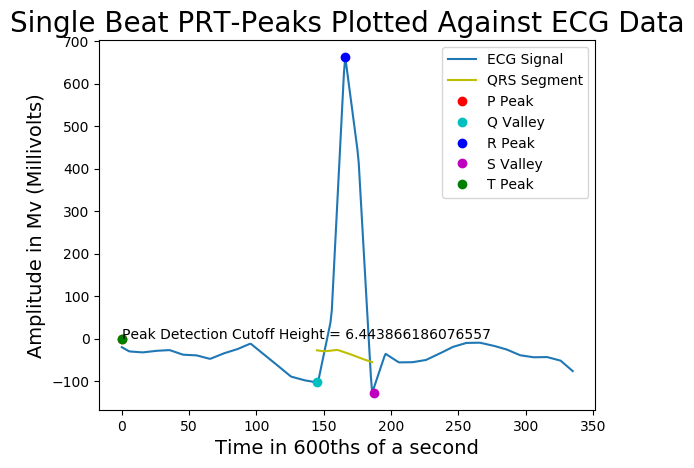 Single Beat PRT-Peaks Plotted Against ECG Data
700
600
500
400
300
200
100
0
−100
Amplitude in Mv (Millivolts)
ECG Signal
QRS Segment
P Peak
Q Valley
R Peak
S Valley
T Peak
Peak Detection Cutoff Height = 6.443866186076557
0
50
100
150
200
250
300
350
Time in 600ths of a second